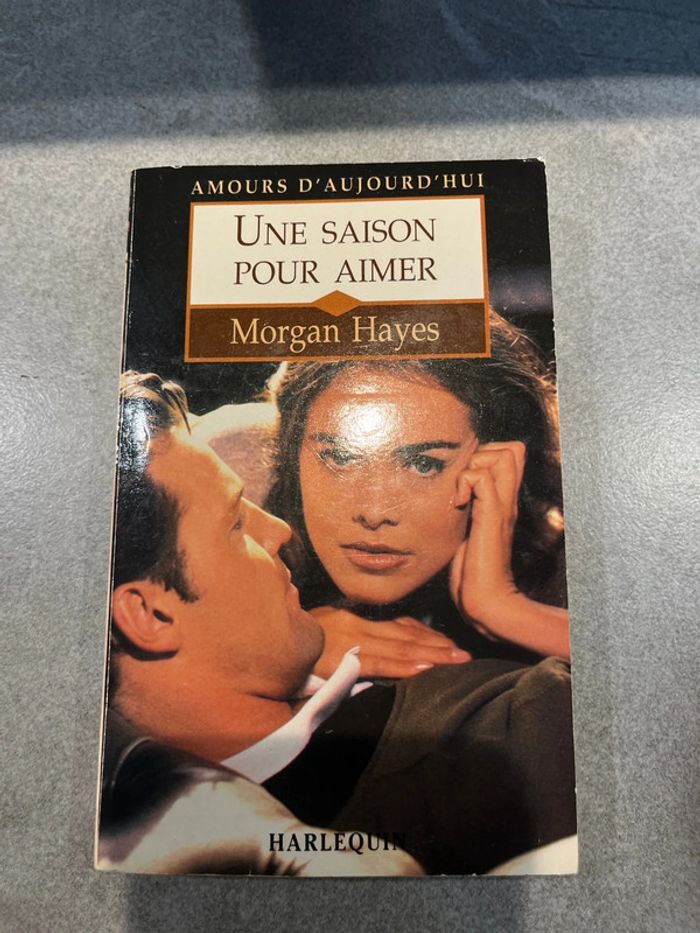 AMOURS D'AUJOURD'HUI
UNE SAISON
POUR AIMER
Morgan Hayes
HARLEQUIN